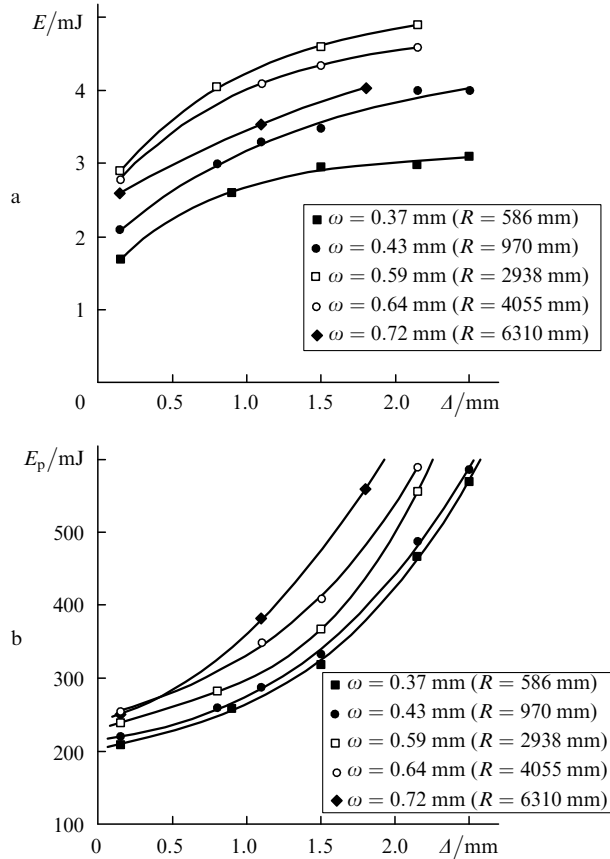 E/mJ
4
3
2
1
0
a
ω = 0.37 mm (R = 586 mm)
ω = 0.43 mm (R = 970 mm)
ω = 0.59 mm (R = 2938 mm)
ω = 0.64 mm (R = 4055 mm)
ω = 0.72 mm (R = 6310 mm)
0.5 1.0 1.5 2.0 Δ/mm
Eₚ/mJ
500
400
300
200
100
b
ω = 0.37 mm (R = 586 mm)
ω = 0.43 mm (R = 970 mm)
ω = 0.59 mm (R = 2938 mm)
ω = 0.64 mm (R = 4055 mm)
ω = 0.72 mm (R = 6310 mm)
0 0.5 1.0 1.5 2.0 Δ/mm